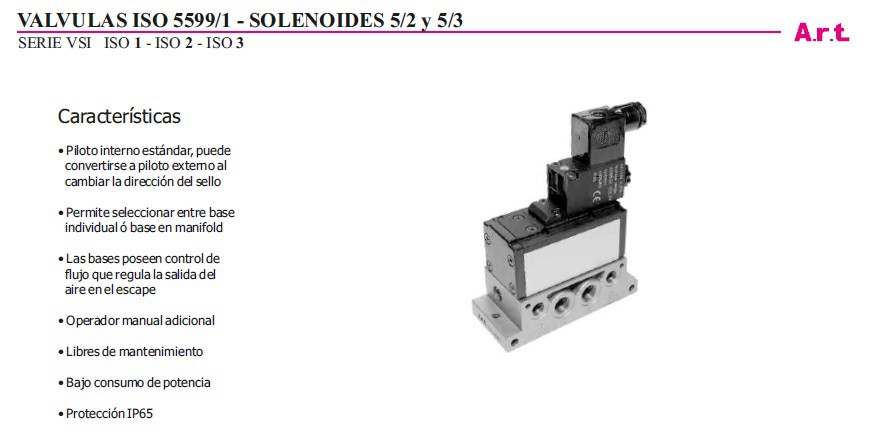 VALVULAS ISO 5599/1 - SOLENOIDES 5/2 y 5/3
SERIE VSI ISO 1 - ISO 2 - ISO 3
A.r.t.
Características
• Piloto interno estándar, puede
convertirse a piloto externo al
cambiar la dirección del sello
• Permite seleccionar entre base
individual ó base en manifold
• Las bases poseen control de
flujo que regula la salida del
aire en el escape
• Operador manual adicional
• Libres de mantenimiento
• Bajo consumo de potencia
• Protección IP65
CE